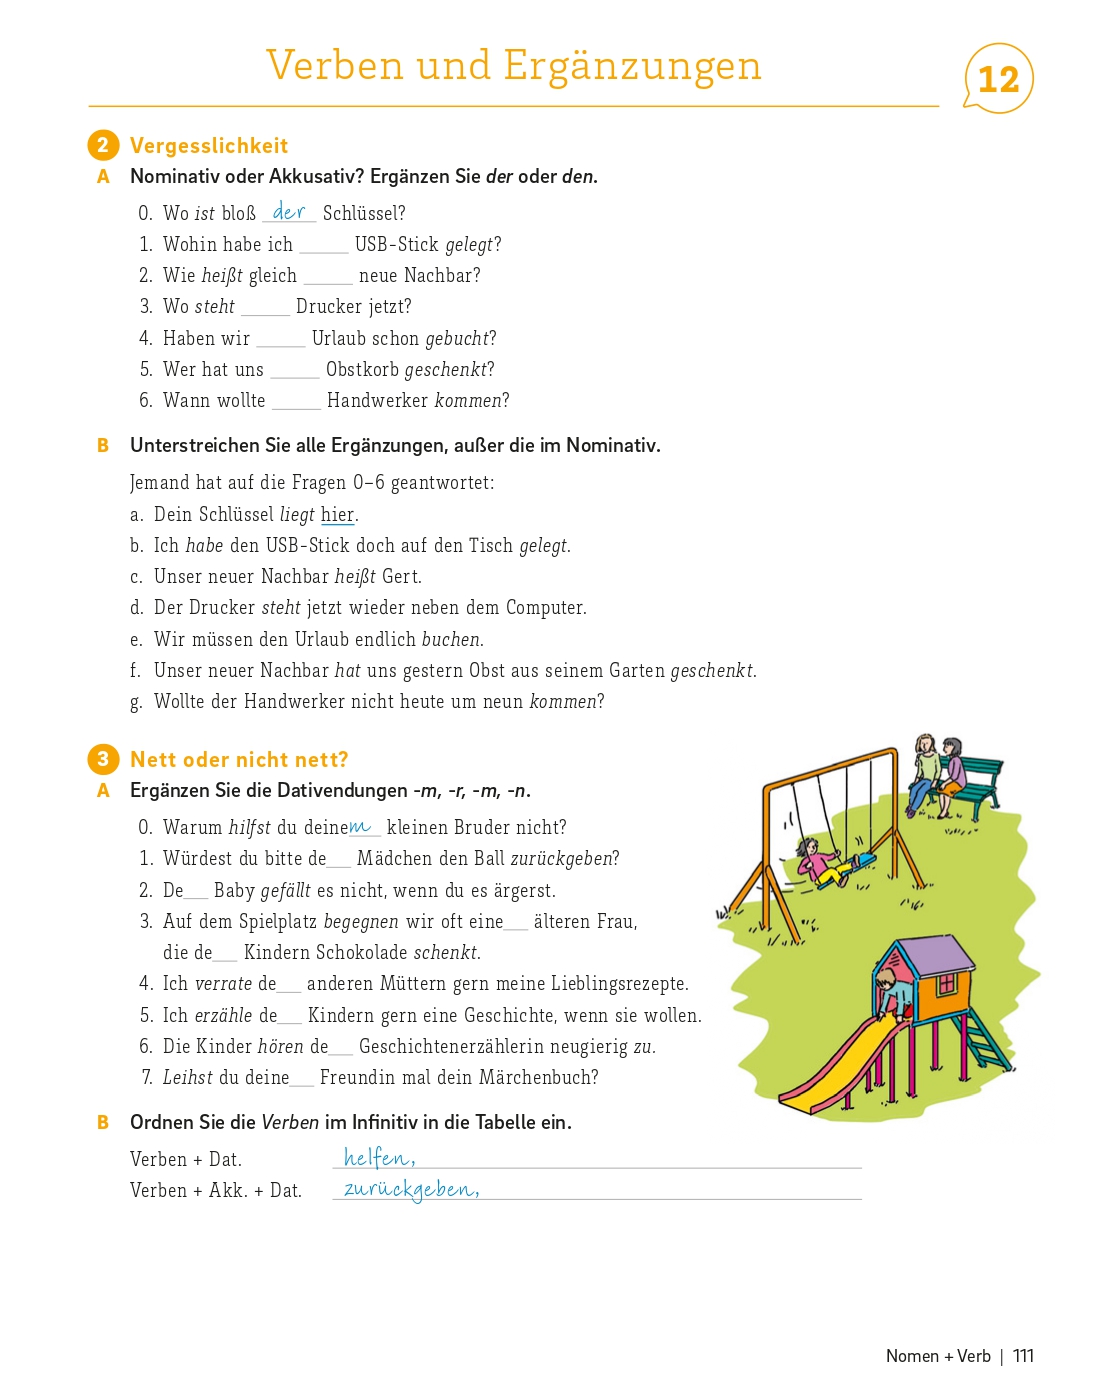 Verben und Ergänzungen
12
2 Vergesslichkeit
A Nominativ oder Akkusativ? Ergänzen Sie der oder den.
0. Wo ist bloß der Schlüssel?
1. Wohin habe ich _____ USB-Stick gelegt?
2. Wie heißt gleich _____ neue Nachbar?
3. Wo steht _____ Drucker jetzt?
4. Haben wir _____ Urlaub schon gebucht?
5. Wer hat uns _____ Obstkorb geschenkt?
6. Wann wollte _____ Handwerker kommen?
B Unterstreichen Sie alle Ergänzungen, außer die im Nominativ.
Jemand hat auf die Fragen 0–6 geantwortet:
a. Dein Schlüssel liegt hier.
b. Ich habe den USB-Stick doch auf den Tisch gelegt.
c. Unser neuer Nachbar heißt Gert.
d. Der Drucker steht jetzt wieder neben dem Computer.
e. Wir müssen den Urlaub endlich buchen.
f. Unser neuer Nachbar hat uns gestern Obst aus seinem Garten geschenkt.
g. Wollte der Handwerker nicht heute um neun kommen?
3 Nett oder nicht nett?
A Ergänzen Sie die Dativendungen -m, -r, -m, -n.
0. Warum hilfst du deinem kleinen Bruder nicht?
1. Würdest du bitte de__ Mädchen den Ball zurückgeben?
2. De__ Baby gefällt es nicht, wenn du es ärgerst.
3. Auf dem Spielplatz begegnen wir oft eine__ älteren Frau,
die de__ Kindern Schokolade schenkt.
4. Ich verrate de__ anderen Müttern gern meine Lieblingsrezepte.
5. Ich erzähle de__ Kindern gern eine Geschichte, wenn sie wollen.
6. Die Kinder hören de__ Geschichtenerzählerin neugierig zu.
7. Leihst du deine__ Freundin mal dein Märchenbuch?
B Ordnen Sie die Verben im Infinitiv in die Tabelle ein.
Verben + Dat. helfen,
Verben + Akk. + Dat. zurückgeben,
Nomen + Verb | 111